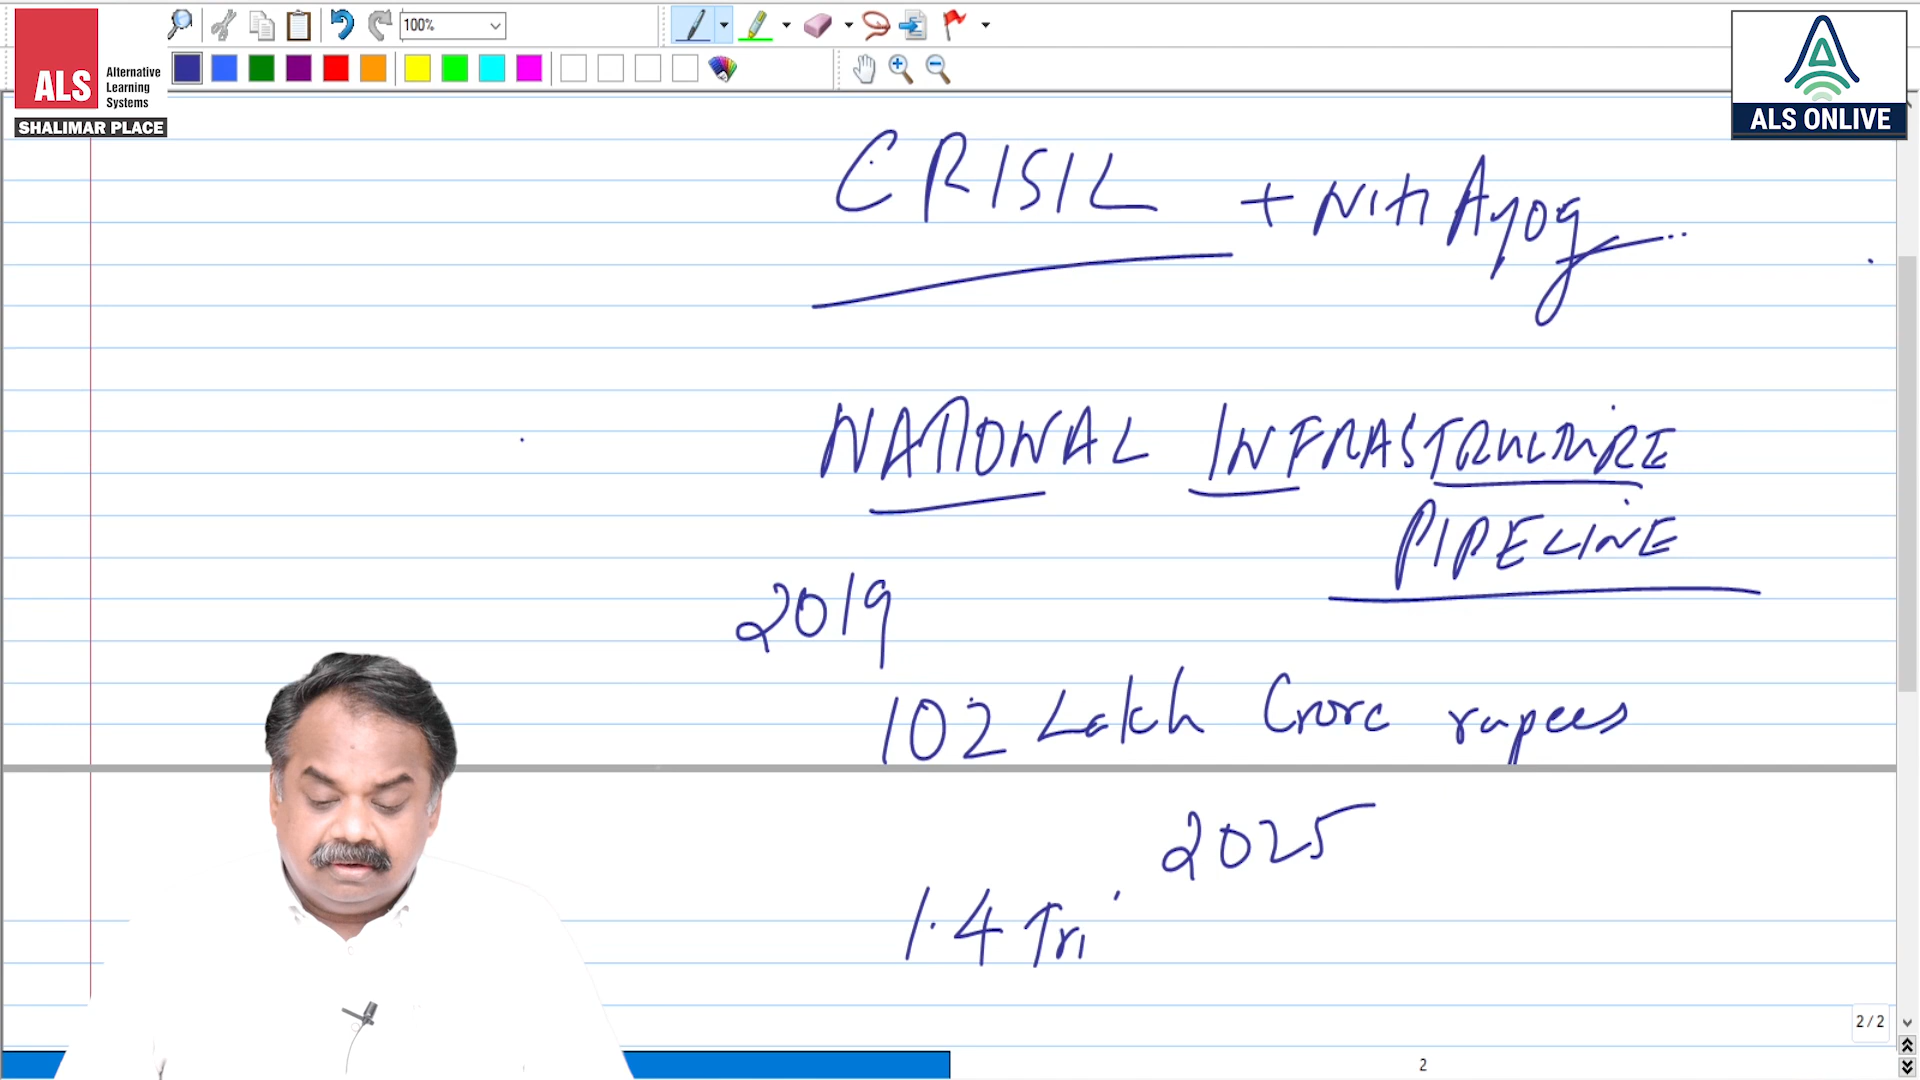 100%
ALS
Alternative
Learning
Systems
SHALIMAR PLACE
ALS ONLIVE
CRISIL + Niti Ayog
NATIONAL INFRASTRUCTURE
PIPELINE
2019
102 Lakh Crore rupees
2025
1.4 Tri
2 / 2
2